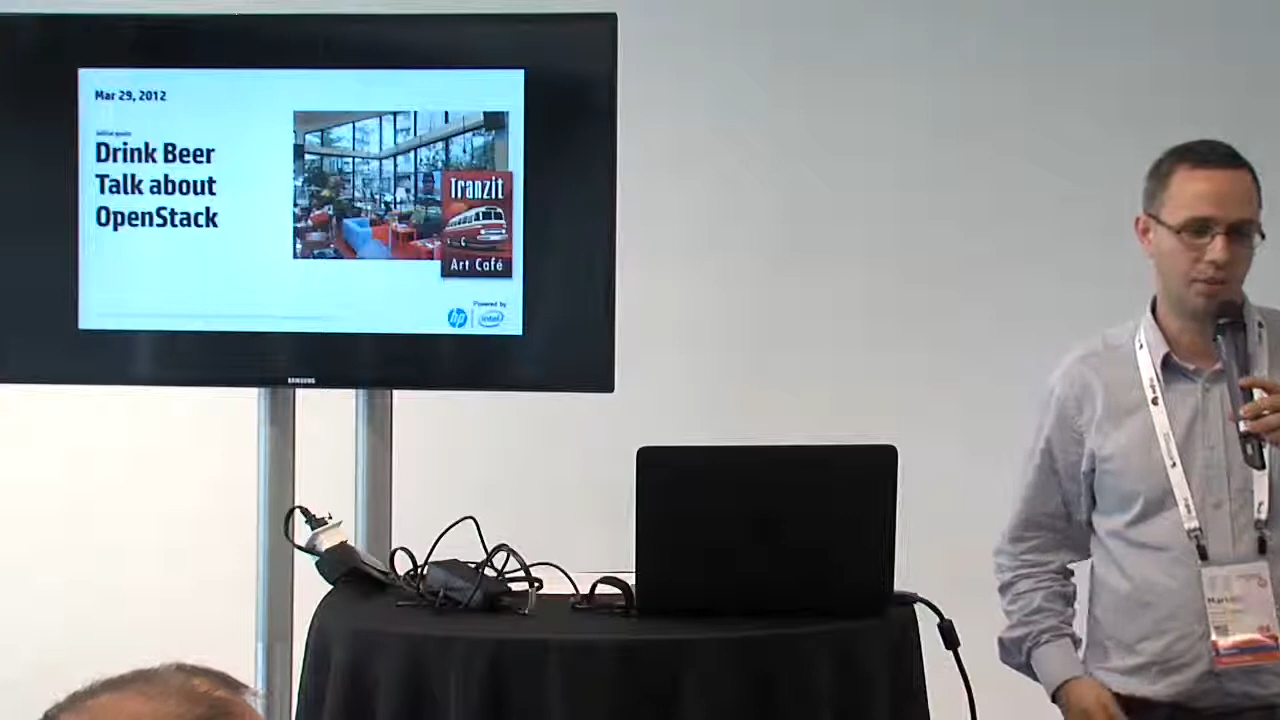 Mar 29, 2012
Drink Beer
Talk about
OpenStack
Tranzit
Art Café
Powered by
hp
intel
SAMSUNG